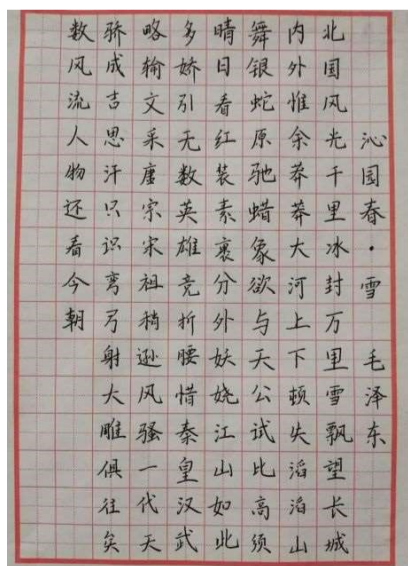 沁园春·雪 毛泽东
北国风光千里冰封万里雪飘望长城
内外惟余莽莽大河上下顿失滔滔山
舞银蛇原驰蜡象欲与天公试比高须
晴日看红装素裹分外妖娆江山如此
多娇引无数英雄竞折腰惜秦皇汉武
略输文采唐宗宋祖稍逊风骚一代天
骄成吉思汗只识弯弓射大雕俱往矣
数风流人物还看今朝